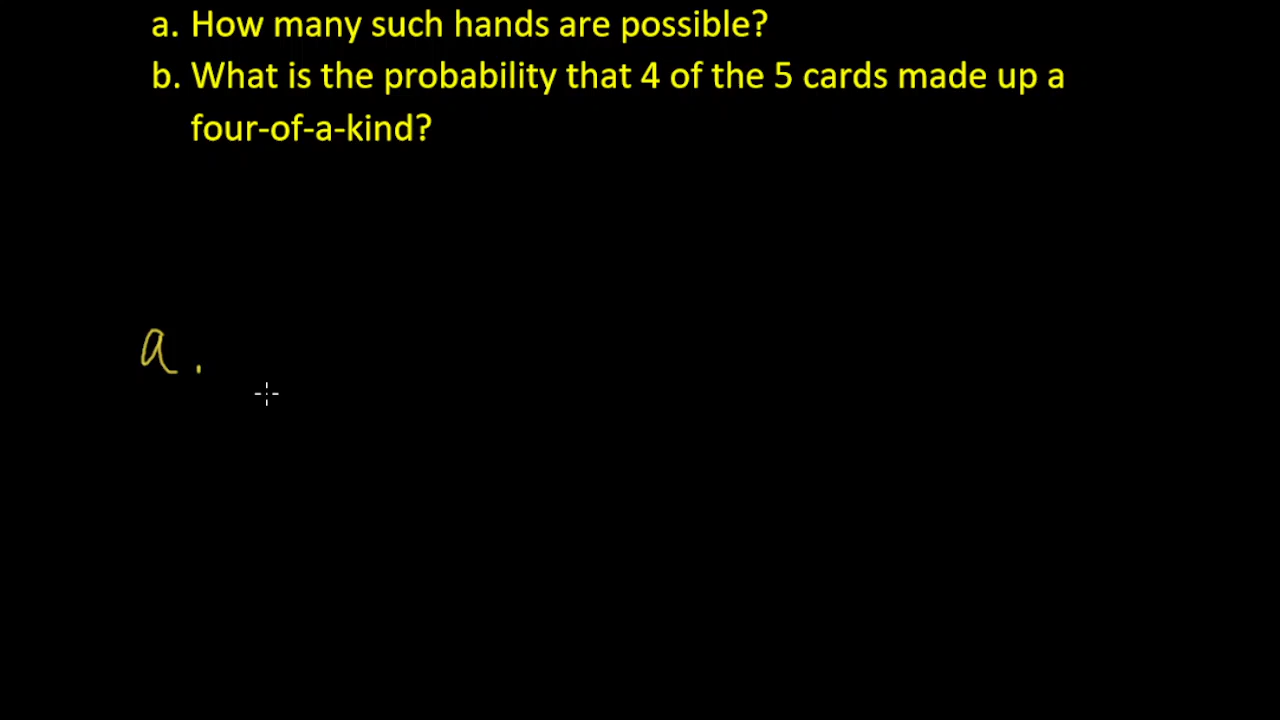 a. How many such hands are possible?
b. What is the probability that 4 of the 5 cards made up a
four-of-a-kind?
a.